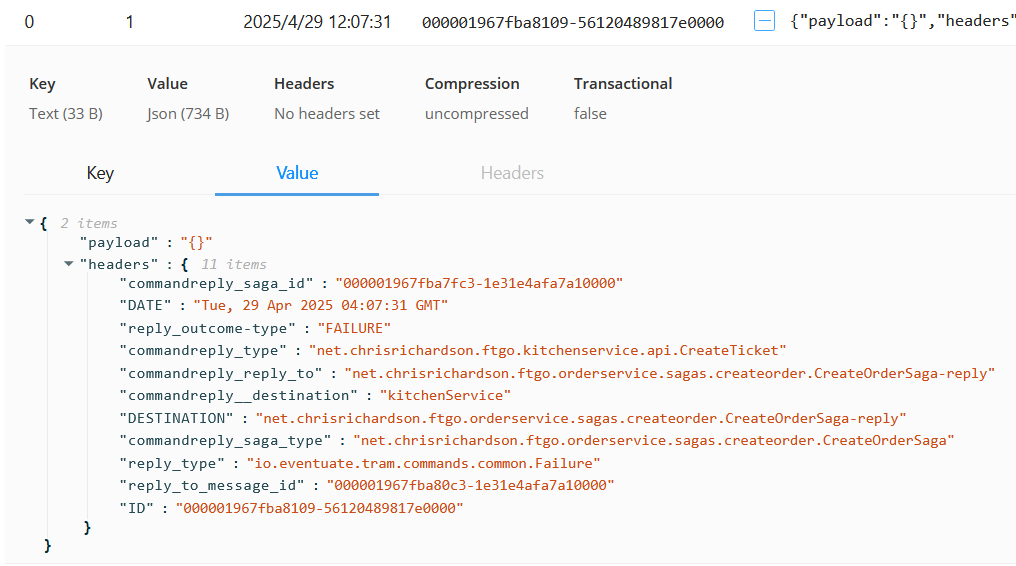 0 1 2025/4/29 12:07:31 000001967fba8109-56120489817e0000 {"payload":"{}","headers"
Key Value Headers Compression Transactional
Text (33 B) Json (734 B) No headers set uncompressed false
Key Value Headers
{ 2 items
"payload" : "{}"
"headers" : { 11 items
"commandreply_saga_id" : "000001967fba7fc3-1e31e4afa7a10000"
"DATE" : "Tue, 29 Apr 2025 04:07:31 GMT"
"reply_outcome-type" : "FAILURE"
"commandreply_type" : "net.chrisrichardson.ftgo.kitchenservice.api.CreateTicket"
"commandreply_reply_to" : "net.chrisrichardson.ftgo.orderservice.sagas.createorder.CreateOrderSaga-reply"
"commandreply__destination" : "kitchenService"
"DESTINATION" : "net.chrisrichardson.ftgo.orderservice.sagas.createorder.CreateOrderSaga-reply"
"commandreply_saga_type" : "net.chrisrichardson.ftgo.orderservice.sagas.createorder.CreateOrderSaga"
"reply_type" : "io.eventuate.tram.commands.common.Failure"
"reply_to_message_id" : "000001967fba80c3-1e31e4afa7a10000"
"ID" : "000001967fba8109-56120489817e0000"
}
}